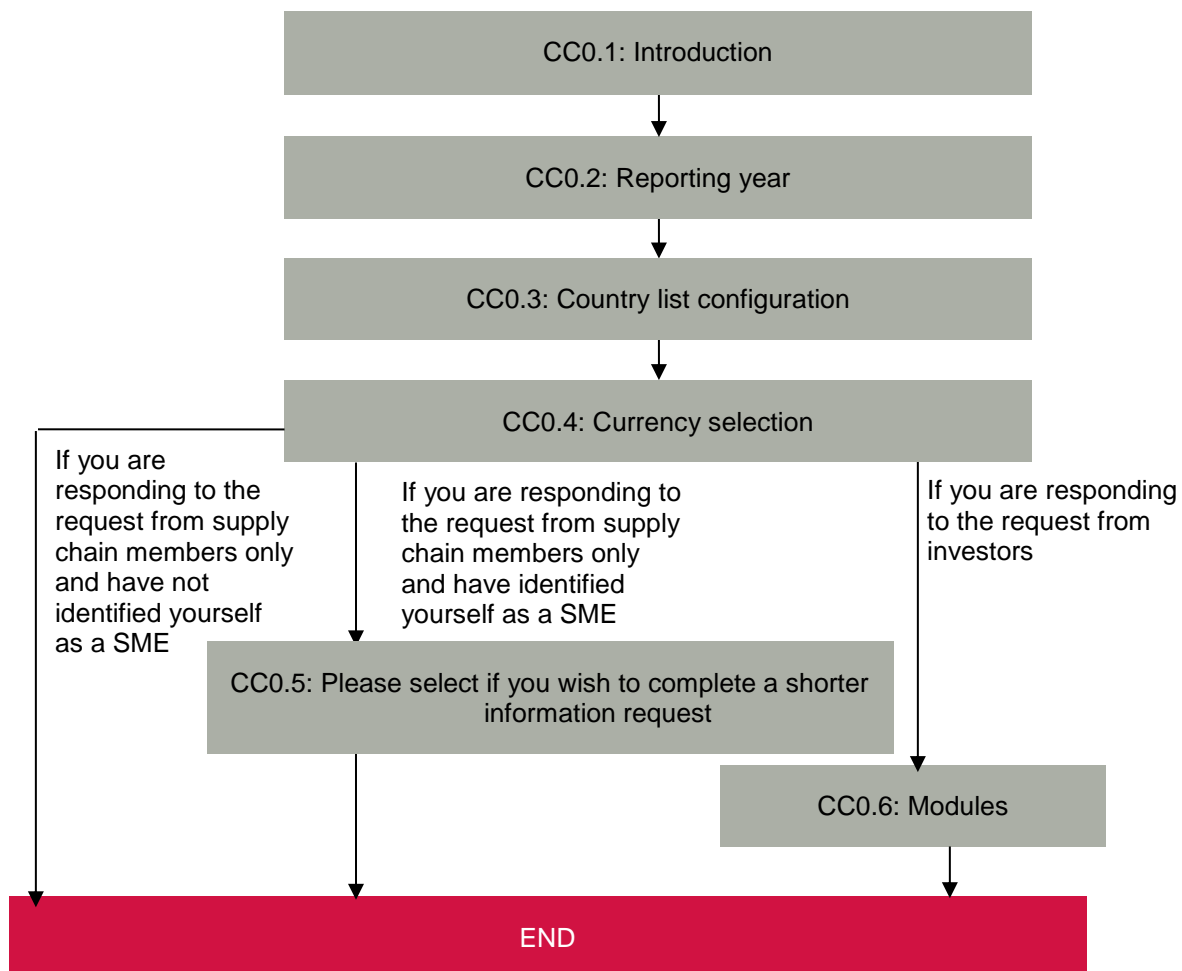 CC0.1: Introduction
CC0.2: Reporting year
CC0.3: Country list configuration
CC0.4: Currency selection
If you are
responding to the
request from supply
chain members only
and have not
identified yourself
as a SME
If you are responding to
the request from supply
chain members only
and have identified
yourself as a SME
If you are responding
to the request from
investors
CC0.5: Please select if you wish to complete a shorter
information request
CC0.6: Modules
END